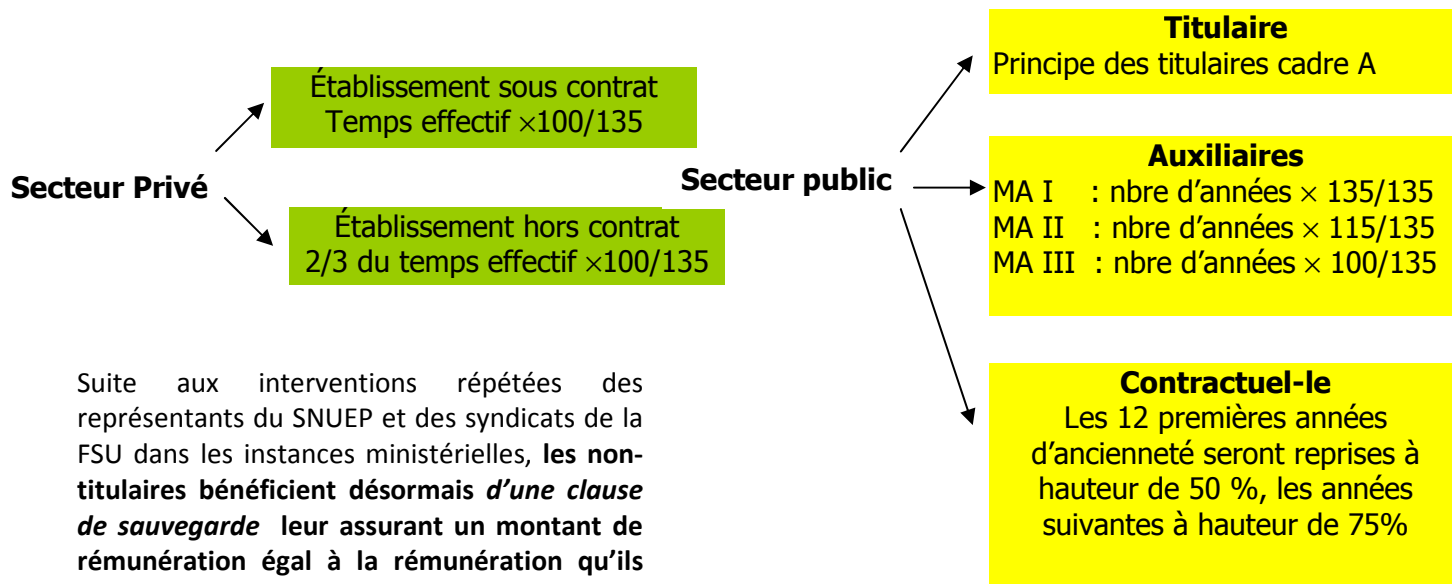 Secteur Privé
Établissement sous contrat
Temps effectif ×100/135
Établissement hors contrat
2/3 du temps effectif ×100/135
Suite aux interventions répétées des
représentants du SNUEP et des syndicats de la
FSU dans les instances ministérielles, les non-
titulaires bénéficient désormais d’une clause
de sauvegarde leur assurant un montant de
rémunération égal à la rémunération qu’ils
Secteur public
Titulaire
Principe des titulaires cadre A
Auxiliaires
MA I : nbre d’années × 135/135
MA II : nbre d’années × 115/135
MA III : nbre d’années × 100/135
Contractuel-le
Les 12 premières années
d’ancienneté seront reprises à
hauteur de 50 %, les années
suivantes à hauteur de 75%